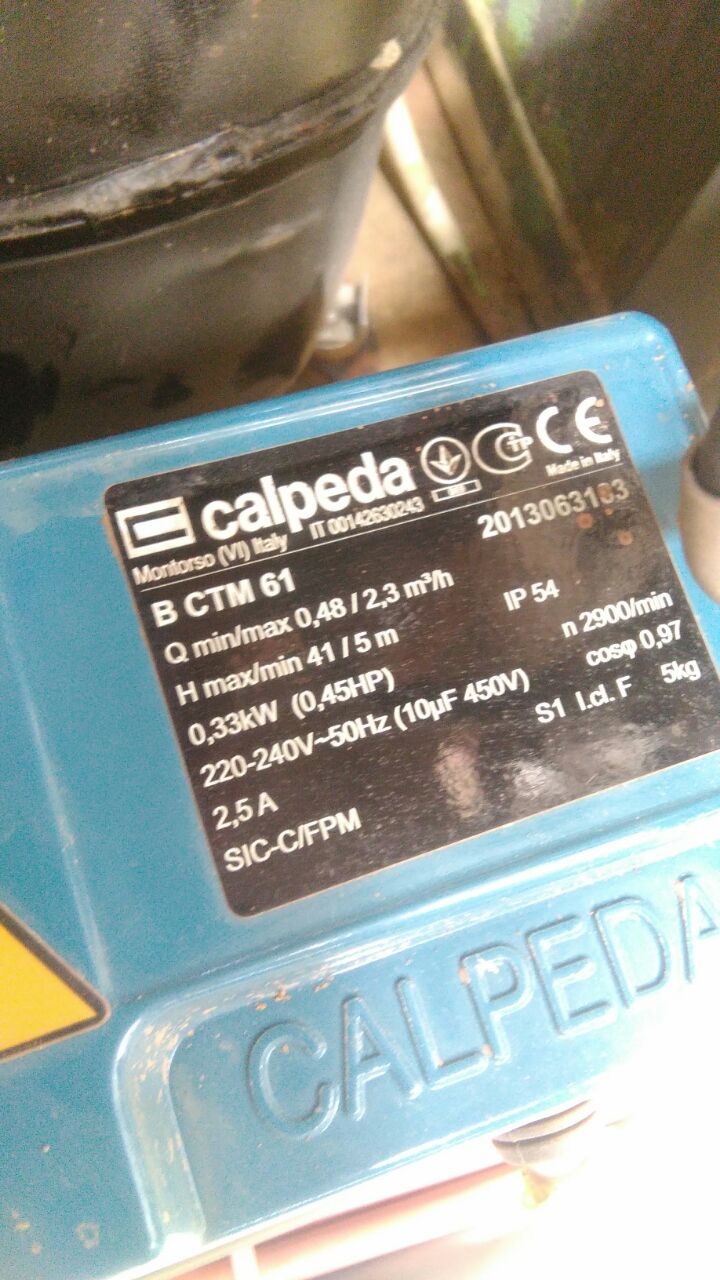 calpeda CE
Montorso (VI) Italy IT 00142630243 Made in Italy
B CTM 61
Q min/max 0,48 / 2,3 m³/h IP 54
H max/min 41 / 5 m n 2900/min
0,33kW (0,45HP) cosφ 0,97
220-240V~50Hz (10µF 450V) S1 I.cl. F 5kg
2,5 A
SIC-C/FPM
CALPEDA